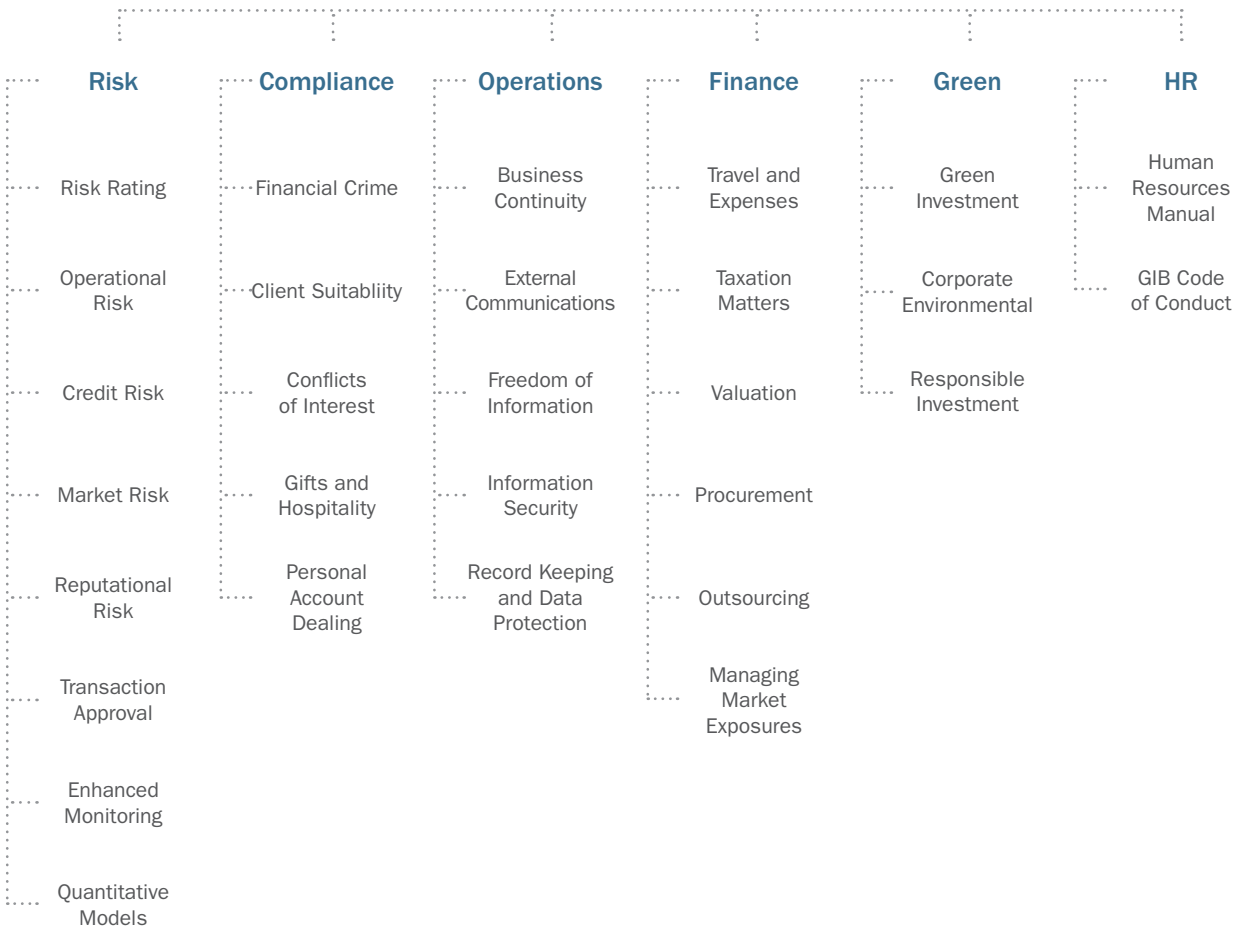 Risk
Risk Rating
Operational
Risk
Credit Risk
Market Risk
Reputational
Risk
Transaction
Approval
Enhanced
Monitoring
Quantitative
Models
Compliance
Financial Crime
Client Suitabliity
Conflicts
of Interest
Gifts and
Hospitality
Personal
Account
Dealing
Operations
Business
Continuity
External
Communications
Freedom of
Information
Information
Security
Record Keeping
and Data
Protection
Finance
Travel and
Expenses
Taxation
Matters
Valuation
Procurement
Outsourcing
Managing
Market
Exposures
Green
Green
Investment
Corporate
Environmental
Responsible
Investment
HR
Human
Resources
Manual
GIB Code
of Conduct